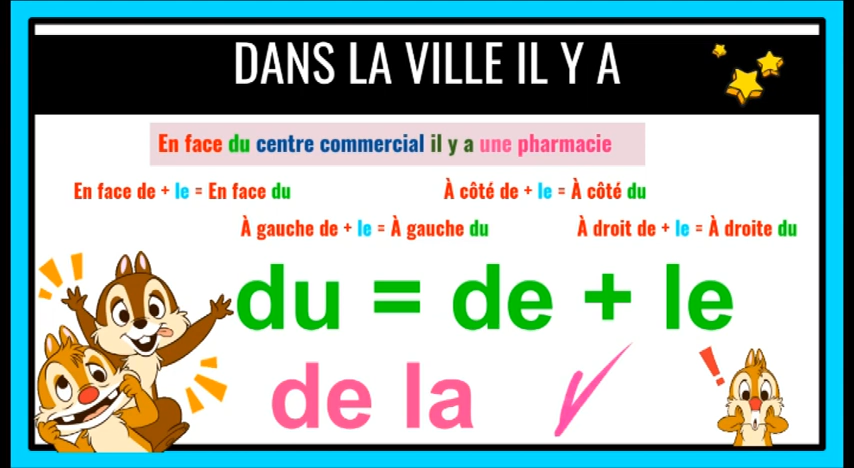 DANS LA VILLE IL Y A
En face du centre commercial il y a une pharmacie
En face de + le = En face du
À côté de + le = À côté du
À gauche de + le = À gauche du
À droit de + le = À droite du
du = de + le
de la